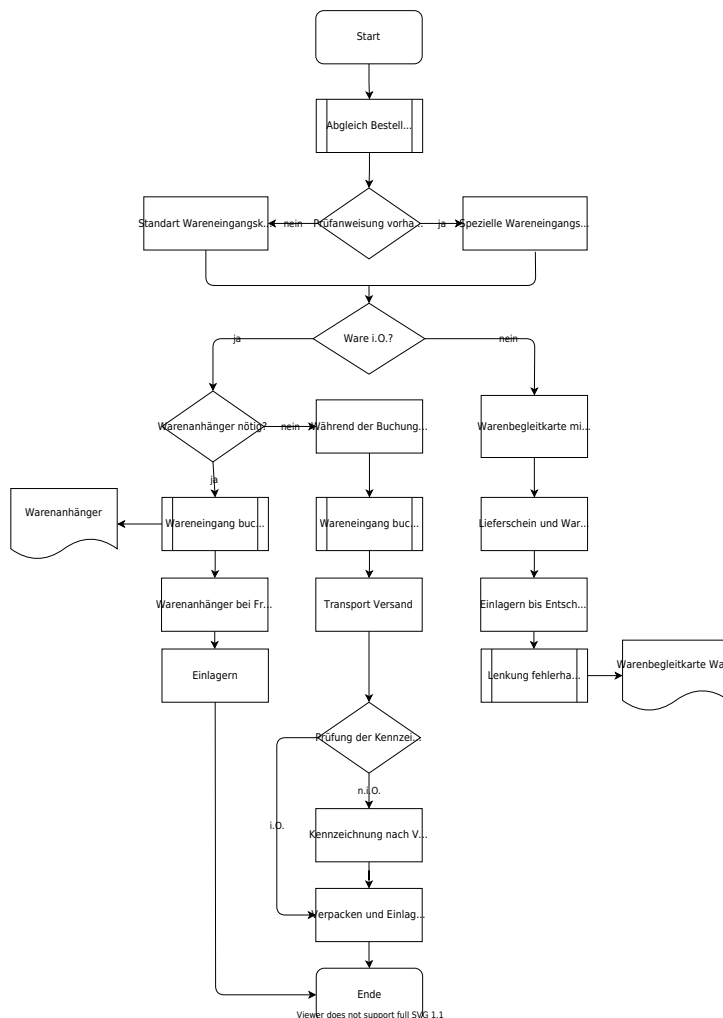 Start
Abgleich Bestell...
Standart Wareneingangsk...
nein
Prüfanweisung vorha...
ja
Spezielle Wareneingangs...
Ware i.O.?
ja
nein
Warenanhänger nötig?
nein
Während der Buchung...
Warenbegleitkarte mi...
ja
Warenanhänger
Wareneingang buc...
Wareneingang buc...
Lieferschein und War...
Warenanhänger bei Fr...
Transport Versand
Einlagern bis Entsch...
Einlagern
Lenkung fehlerha...
Warenbegleitkarte Wa
Prüfung der Kennzei...
n.i.O.
i.O.
Kennzeichnung nach V...
Verpacken und Einlag...
Ende
Viewer does not support full SVG 1.1